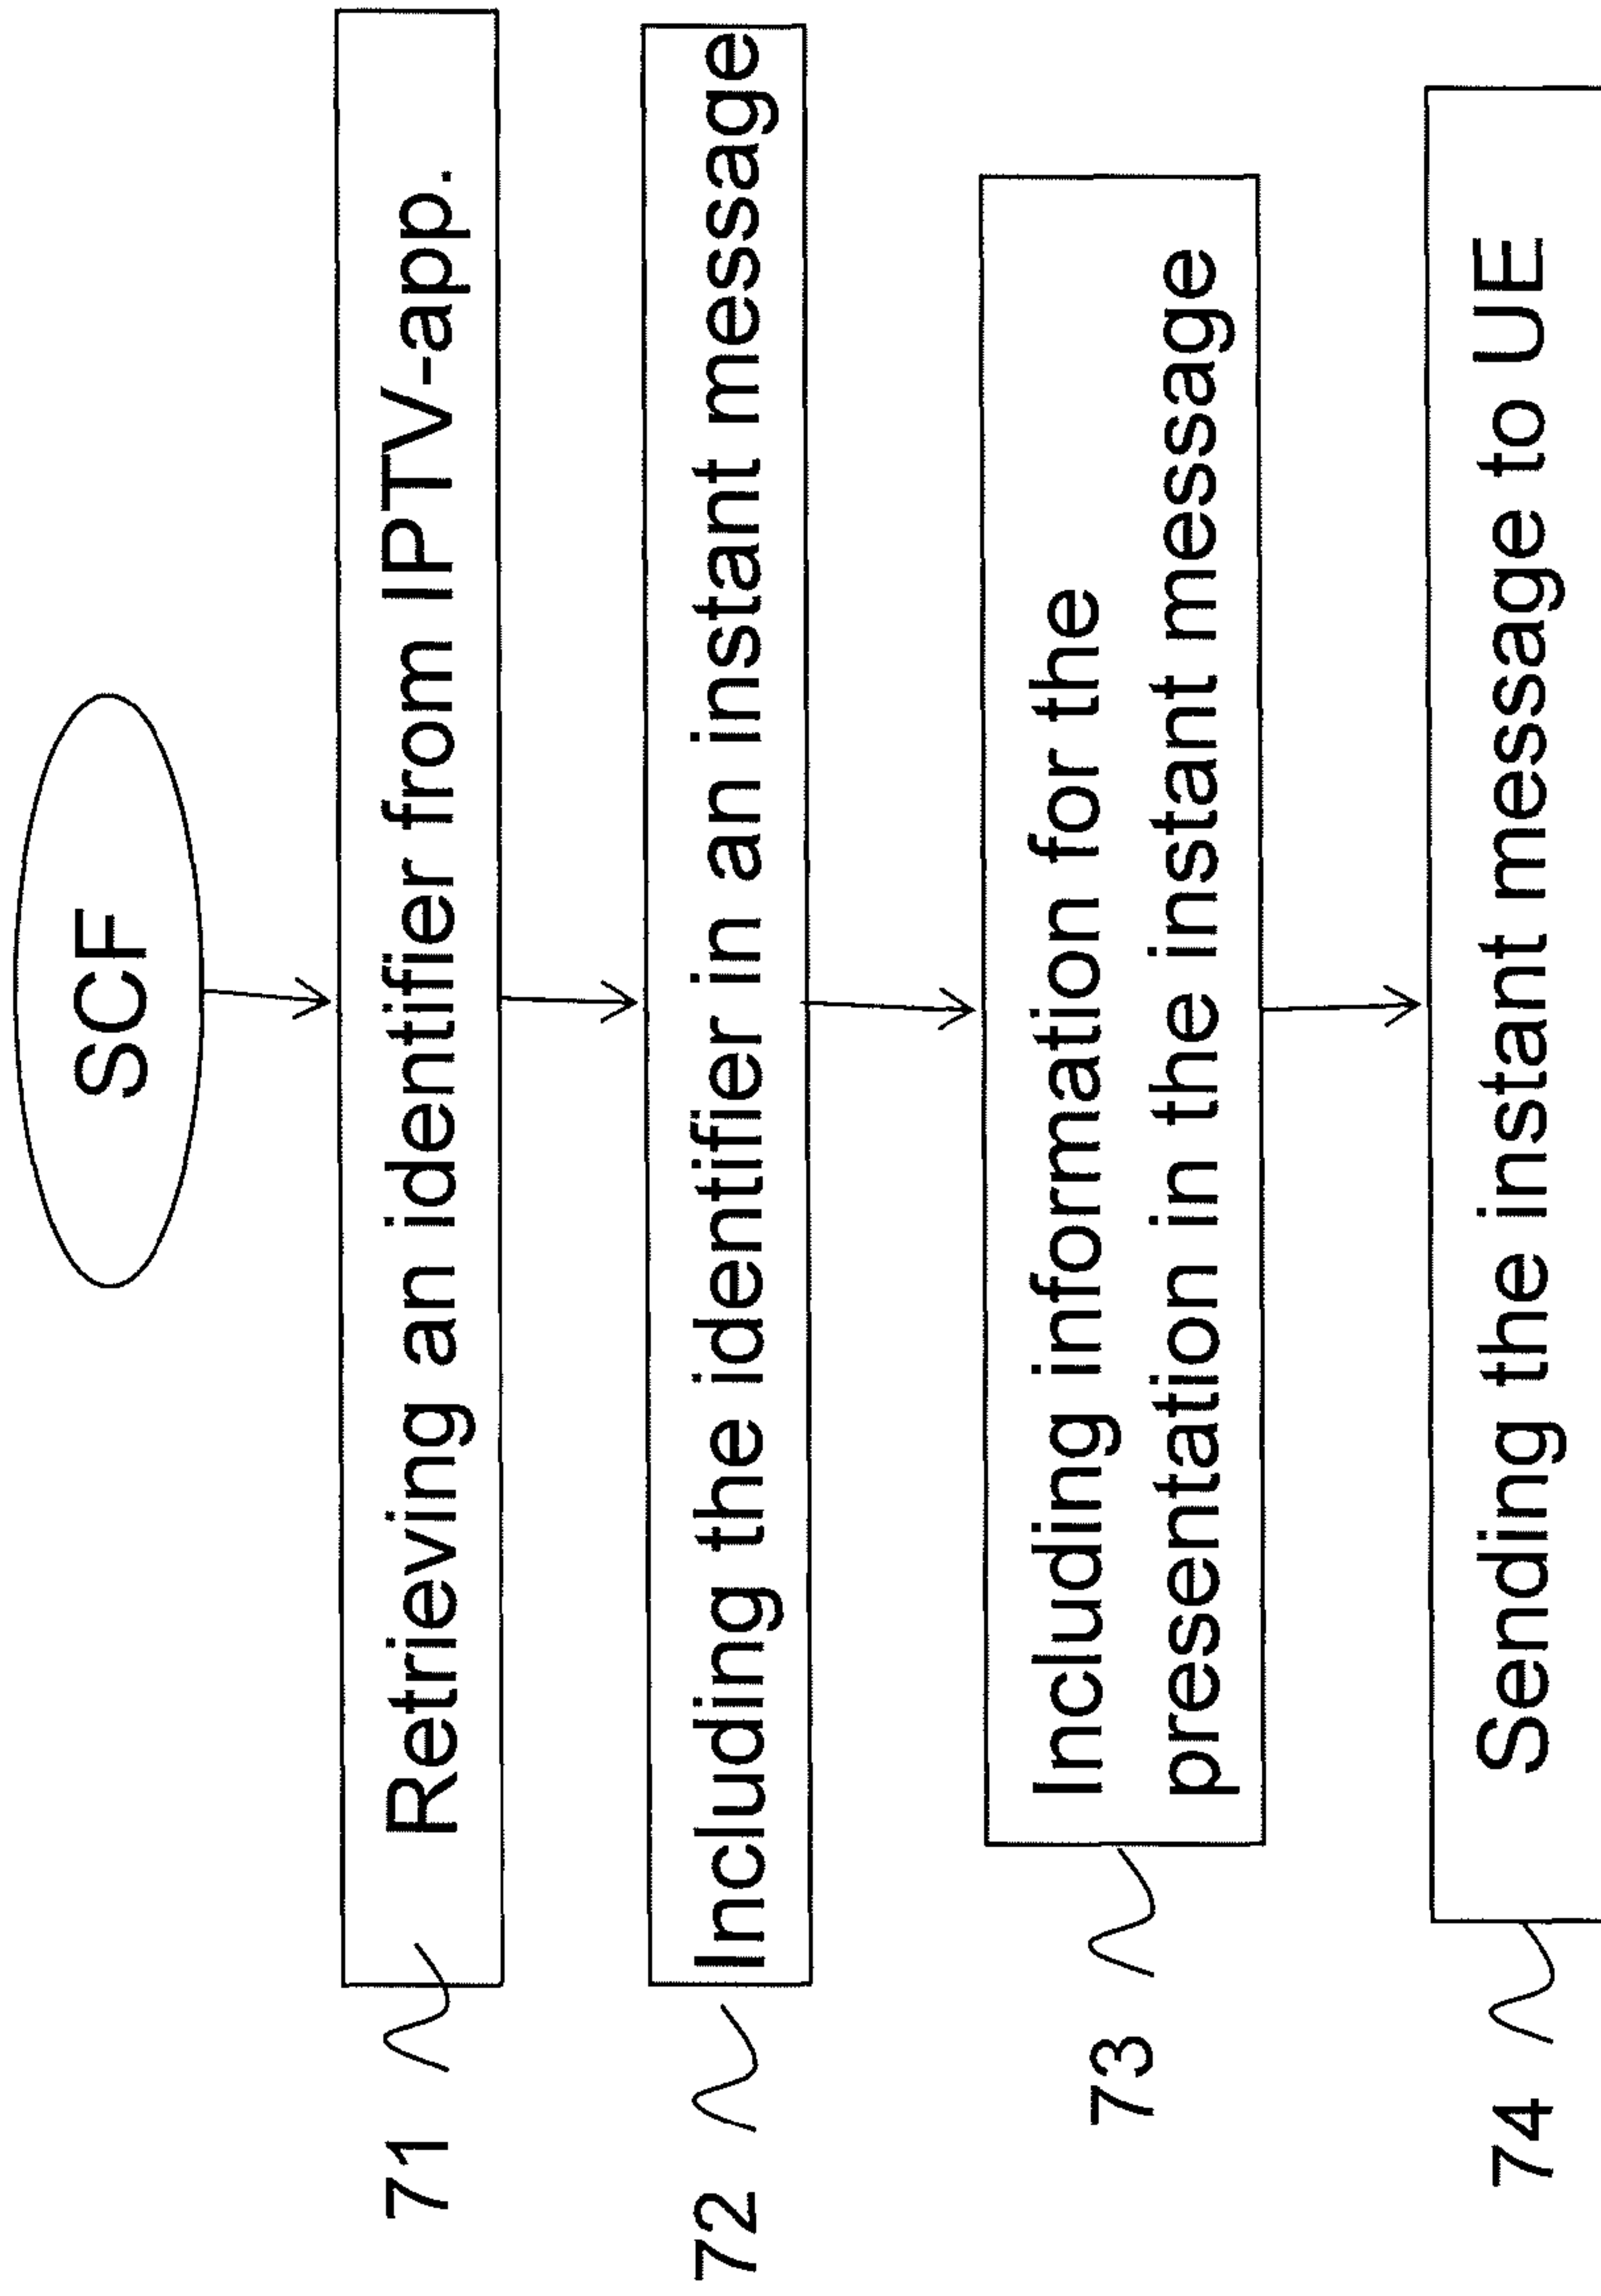 SCF
71
Retrieving an identifier from IPTV-app.
72
Including the identifier in an instant message
73
Including information for the
presentation in the instant message
74
Sending the instant message to UE